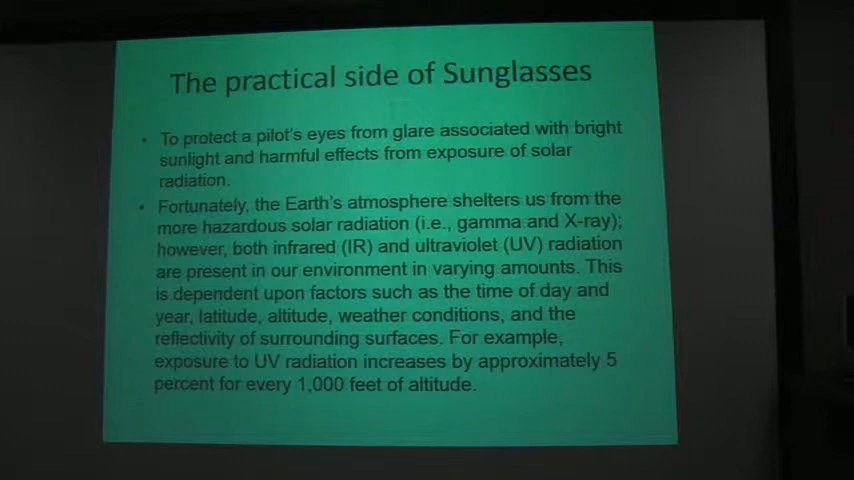 The practical side of Sunglasses
• To protect a pilot's eyes from glare associated with bright
sunlight and harmful effects from exposure of solar
radiation.
• Fortunately, the Earth's atmosphere shelters us from the
more hazardous solar radiation (i.e., gamma and X-ray);
however, both infrared (IR) and ultraviolet (UV) radiation
are present in our environment in varying amounts. This
is dependent upon factors such as the time of day and
year, latitude, altitude, weather conditions, and the
reflectivity of surrounding surfaces. For example,
exposure to UV radiation increases by approximately 5
percent for every 1,000 feet of altitude.